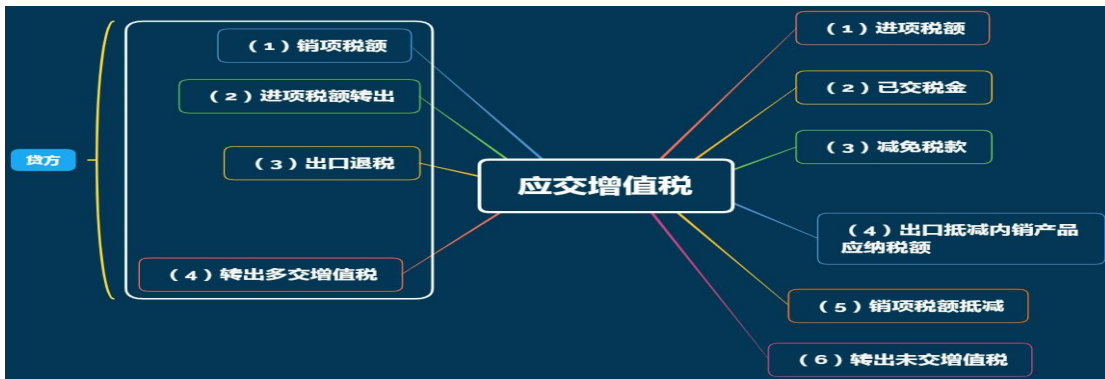 贷方
（1）销项税额
（2）进项税额转出
（3）出口退税
（4）转出多交增值税
应交增值税
（1）进项税额
（2）已交税金
（3）减免税款
（4）出口抵减内销产品
应纳税额
（5）销项税额抵减
（6）转出未交增值税